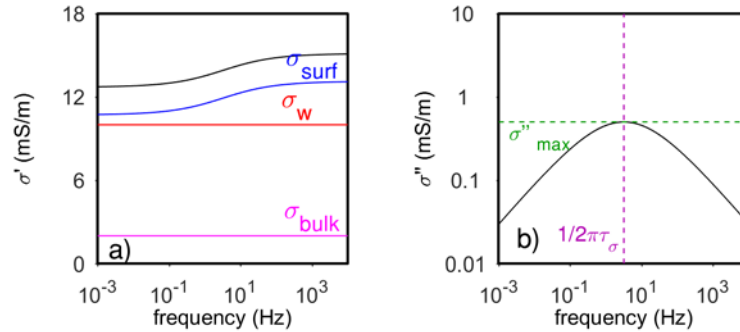 18
12
6
0
σ' (mS/m)
σsurf
σw
σbulk
a)
10⁻³ 10⁻¹ 10¹ 10³
frequency (Hz)
10
1
0.1
0.01
σ'' (mS/m)
σ''max
1/2πτσ
b)
10⁻³ 10⁻¹ 10¹ 10³
frequency (Hz)